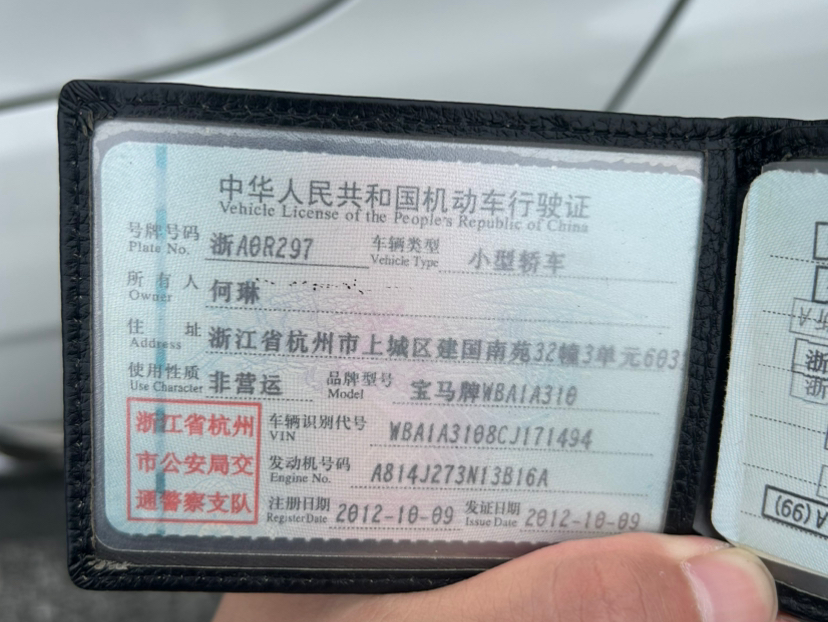 中华人民共和国机动车行驶证
Vehicle License of the People's Republic of China
号牌号码 浙A0R297 车辆类型 小型轿车
Plate No. Vehicle Type
所有人 何琳
Owner
住址 浙江省杭州市上城区建国南苑32幢3单元603
Address
使用性质 非营运 品牌型号 宝马牌WBA1A310
Use Character Model
浙江省杭州
市公安局交
通警察支队
车辆识别代号 WBA1A3108CJ171494
VIN
发动机号码 A814J273N13B16A
Engine No.
注册日期 2012-10-09 发证日期 2012-10-09
Register Date Issue Date
A (99)